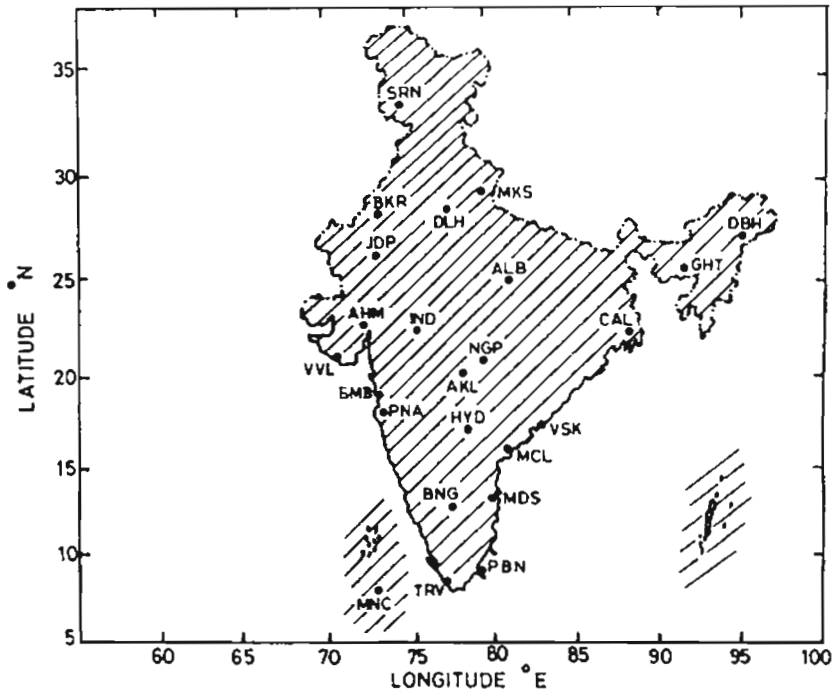 35
SRN
30
MKS
BKR
DLH
DBH
JDP
GHT
ALB
25
AHM
IND
CAL
NGP
VVL
20
AKL
BMB
PNA
HYD
VSK
MCL
15
BNG
MDS
10
PBN
TRV
MNC
5
60 65 70 75 80 85 90 95 100
LONGITUDE °E
LATITUDE °N